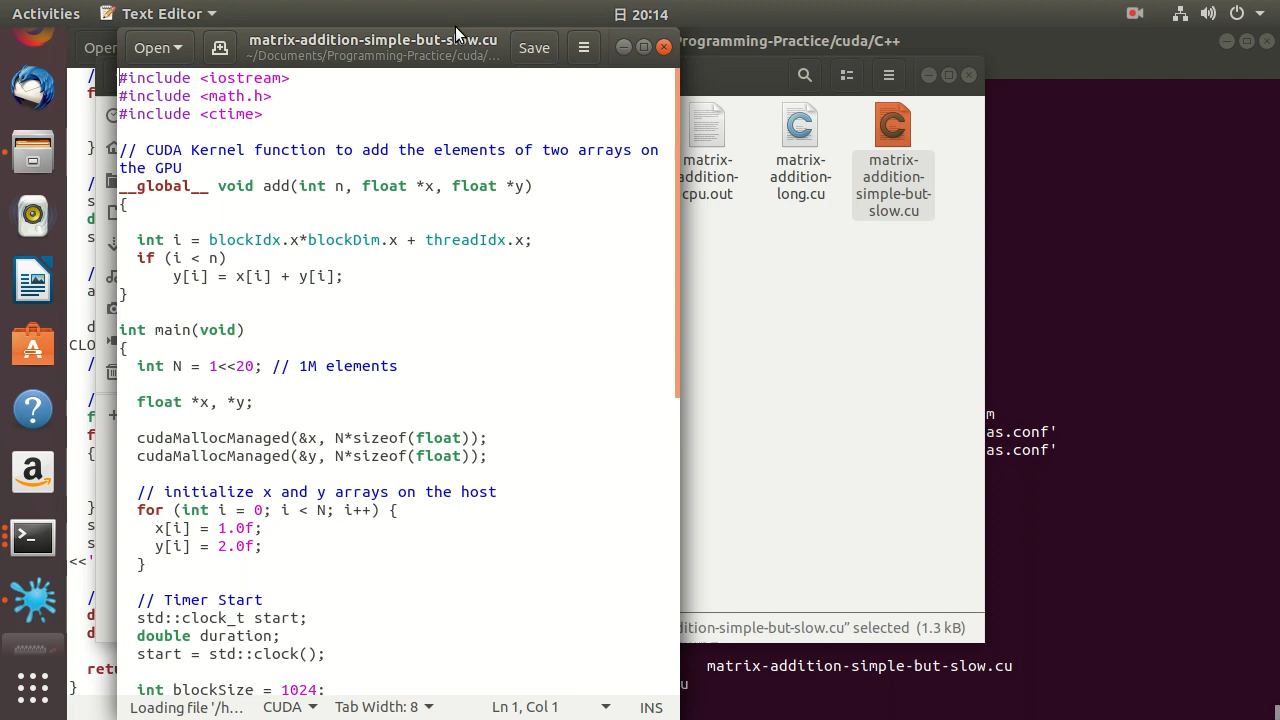 Activities
Text Editor
日 20:14
Open
Open
matrix-addition-simple-but-slow.cu
~/Documents/Programming-Practice/cuda/...
Save
Programming-Practice/cuda/C++
#include <iostream>
#include <math.h>
#include <ctime>
// CUDA Kernel function to add the elements of two arrays on
the GPU
__global__ void add(int n, float *x, float *y)
{
int i = blockIdx.x*blockDim.x + threadIdx.x;
if (i < n)
y[i] = x[i] + y[i];
}
int main(void)
{
int N = 1<<20; // 1M elements
float *x, *y;
cudaMallocManaged(&x, N*sizeof(float));
cudaMallocManaged(&y, N*sizeof(float));
// initialize x and y arrays on the host
for (int i = 0; i < N; i++) {
x[i] = 1.0f;
y[i] = 2.0f;
}
// Timer Start
std::clock_t start;
double duration;
start = std::clock();
int blockSize = 1024;
Loading file '/h...
CUDA
Tab Width: 8
Ln 1, Col 1
INS
CLO
<<'
retu
}
matrix-
addition-
cpu.out
matrix-
addition-
long.cu
matrix-
addition-
simple-but-
slow.cu
dition-simple-but-slow.cu” selected (1.3 kB)
m
as.conf'
as.conf'
matrix-addition-simple-but-slow.cu
u